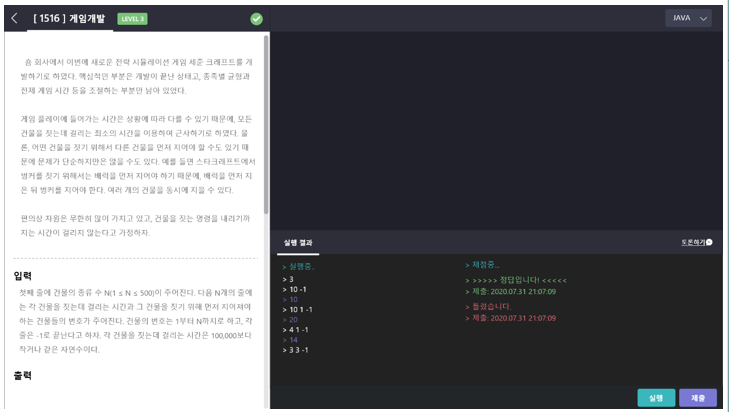 [ 1516 ] 게임개발
LEVEL 3
JAVA
숌 회사에서 이번에 새로운 전략 시뮬레이션 게임 세준 크래프트를 개
발하기로 하였다. 핵심적인 부분은 개발이 끝난 상태고, 종족별 균형과
전체 게임 시간 등을 조절하는 부분만 남아 있었다.
게임 플레이에 들어가는 시간은 상황에 따라 다를 수 있기 때문에, 모든
건물을 짓는데 걸리는 최소의 시간을 이용하여 근사하기로 하였다. 물
론, 어떤 건물을 짓기 위해서 다른 건물을 먼저 지어야 할 수도 있기 때
문에 문제가 단순하지만은 않을 수도 있다. 예를 들면 스타크래프트에서
벙커를 짓기 위해서는 배럭을 먼저 지어야 하기 때문에, 배럭을 먼저 지
은 뒤 벙커를 지어야 한다. 여러 개의 건물을 동시에 지을 수 있다.
편의상 자원은 무한히 많이 가지고 있고, 건물을 짓는 명령을 내리기까
지는 시간이 걸리지 않는다고 가정하자.
입력
첫째 줄에 건물의 종류 수 N(1 ≤ N ≤ 500)이 주어진다. 다음 N개의 줄에
는 각 건물을 짓는데 걸리는 시간과 그 건물을 짓기 위해 먼저 지어져야
하는 건물들의 번호가 주어진다. 건물의 번호는 1부터 N까지로 하고, 각
줄은 -1로 끝난다고 하자. 각 건물을 짓는데 걸리는 시간은 100,000보다
작거나 같은 자연수이다.
출력
실행 결과
토론하기
> 실행중..
> 3
> 10 -1
> 10
> 10 1 -1
> 20
> 4 1 -1
> 14
> 3 3 -1
> 채점중...
> >>>>> 정답입니다! <<<<<
> 제출: 2020.07.31 21:07:09
> 틀렸습니다.
> 제출: 2020.07.31 21:07:09
실행
제출